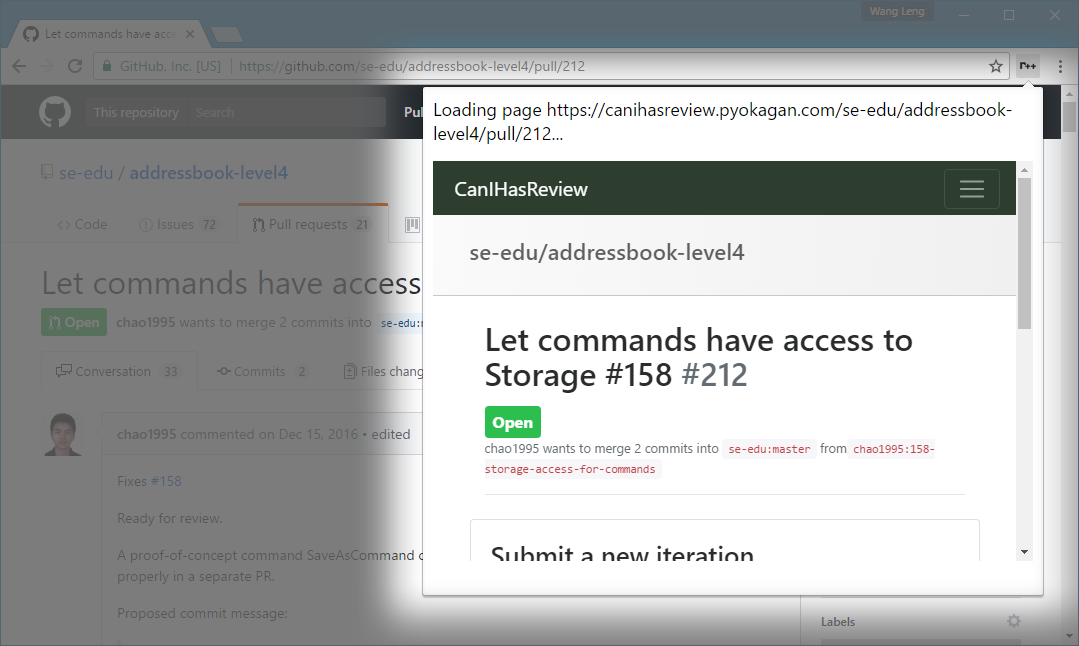 Wang Leng
Let commands have acc
GitHub, Inc. [US] https://github.com/se-edu/addressbook-level4/pull/212
r++
This repository Search Pu
se-edu / addressbook-level4
Code Issues 72 Pull requests 21
Let commands have access
Open chao1995 wants to merge 2 commits into se-edu:
Conversation 33 Commits 2 Files chang
chao1995 commented on Dec 15, 2016 • edited
Fixes #158
Ready for review.
A proof-of-concept command SaveAsCommand
properly in a separate PR.
Proposed commit message:
Loading page https://canihasreview.pyokagan.com/se-edu/addressbook-
level4/pull/212...
CanIHasReview
se-edu/addressbook-level4
Let commands have access to
Storage #158 #212
Open
chao1995 wants to merge 2 commits into se-edu:master from chao1995:158-
storage-access-for-commands
Submit a new iteration
Labels